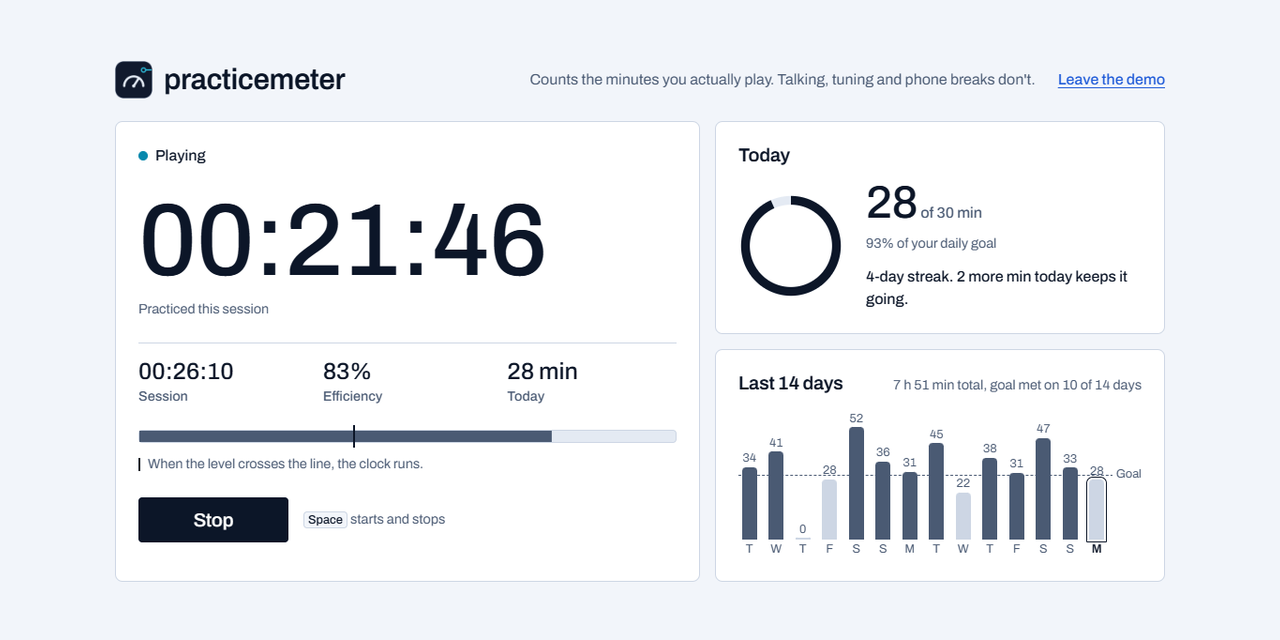 practicemeter
Counts the minutes you actually play. Talking, tuning and phone breaks don't.
Leave the demo
Playing
00:21:46
Practiced this session
00:26:10
83%
28 min
Session
Efficiency
Today
When the level crosses the line, the clock runs.
Stop
Space starts and stops
Today
28 of 30 min
93% of your daily goal
4-day streak. 2 more min today keeps it
going.
Last 14 days
7 h 51 min total, goal met on 10 of 14 days
34 41 0 28 52 36 31 45 22 38 31 47 33 28
Goal
T W T F S S M T W T F S S M